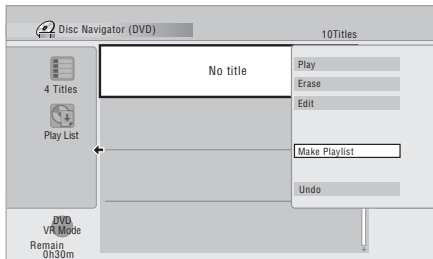 Disc Navigator (DVD)
10Titles
4 Titles
Play List
No title
Play
Erase
Edit
Make Playlist
Undo
DVD
VR Mode
Remain
0h30m